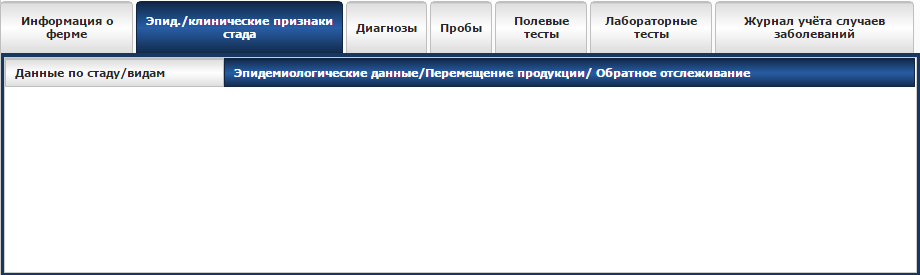 Информация о
ферме
Эпид./клинические признаки
стада
Диагнозы
Пробы
Полевые
тесты
Лабораторные
тесты
Журнал учёта случаев
заболеваний
Данные по стаду/видам
Эпидемиологические данные/Перемещение продукции/ Обратное отслеживание